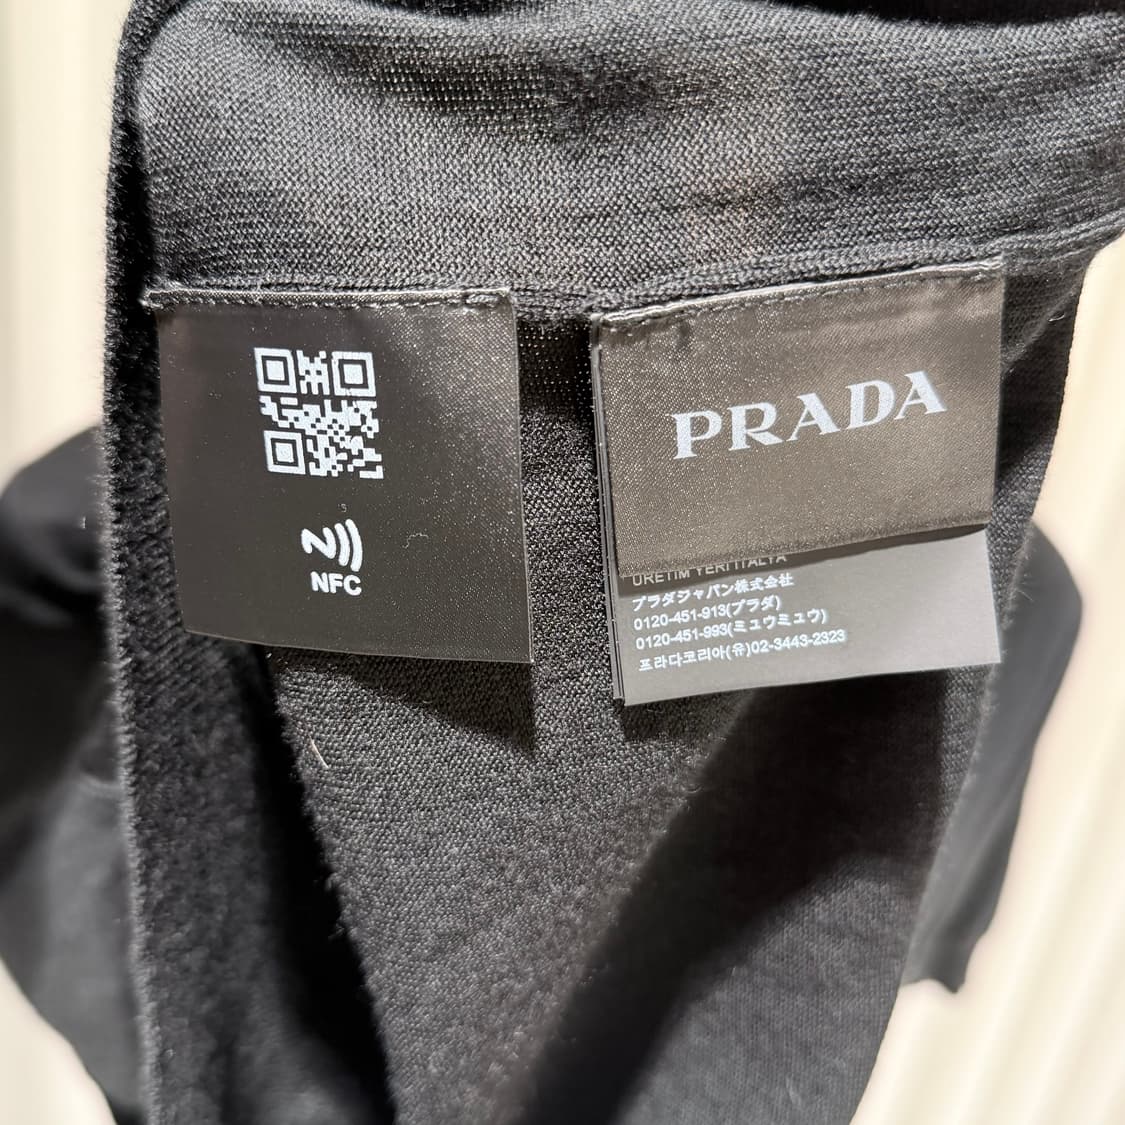 NFC
PRADA
ÜRETİM YERİ İTALYA
プラダジャパン株式会社
0120-451-913(プラダ)
0120-451-993(ミュウミュウ)
프라다코리아(유)02-3443-2323